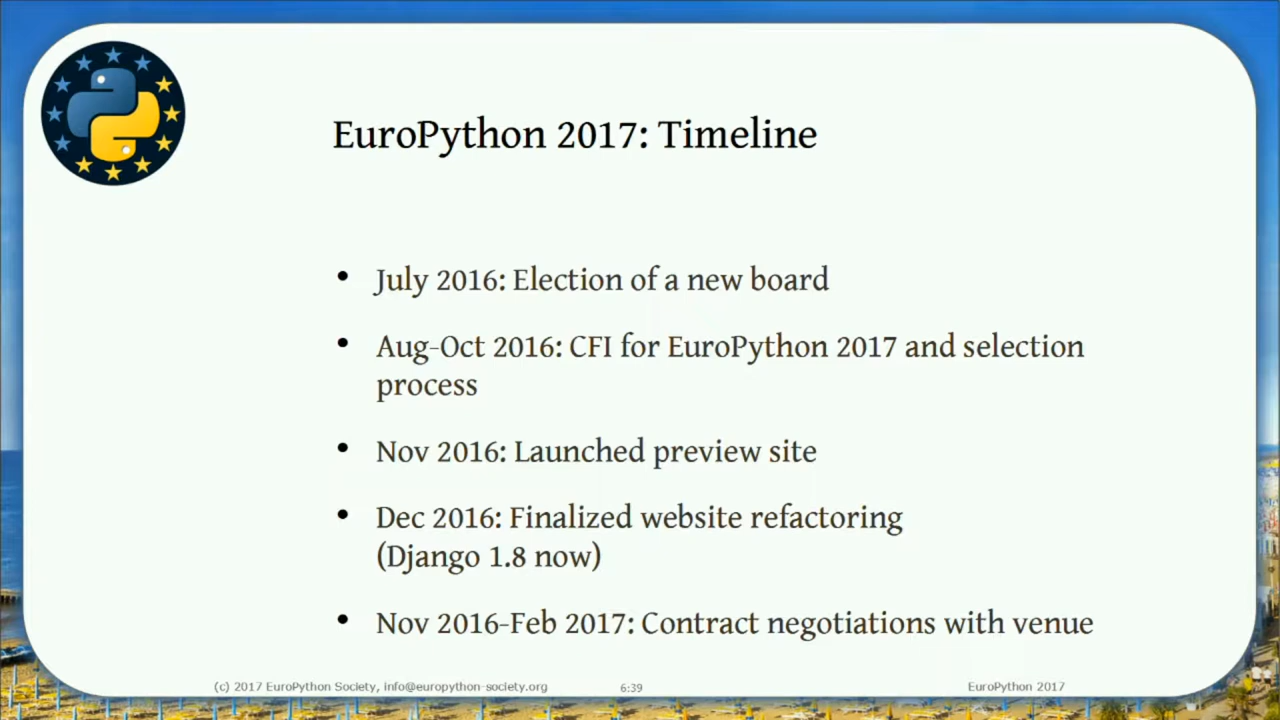 EuroPython 2017: Timeline
• July 2016: Election of a new board
• Aug-Oct 2016: CFI for EuroPython 2017 and selection
process
• Nov 2016: Launched preview site
• Dec 2016: Finalized website refactoring
(Django 1.8 now)
• Nov 2016-Feb 2017: Contract negotiations with venue
(c) 2017 EuroPython Society, info@europython-society.org
6:39
EuroPython 2017